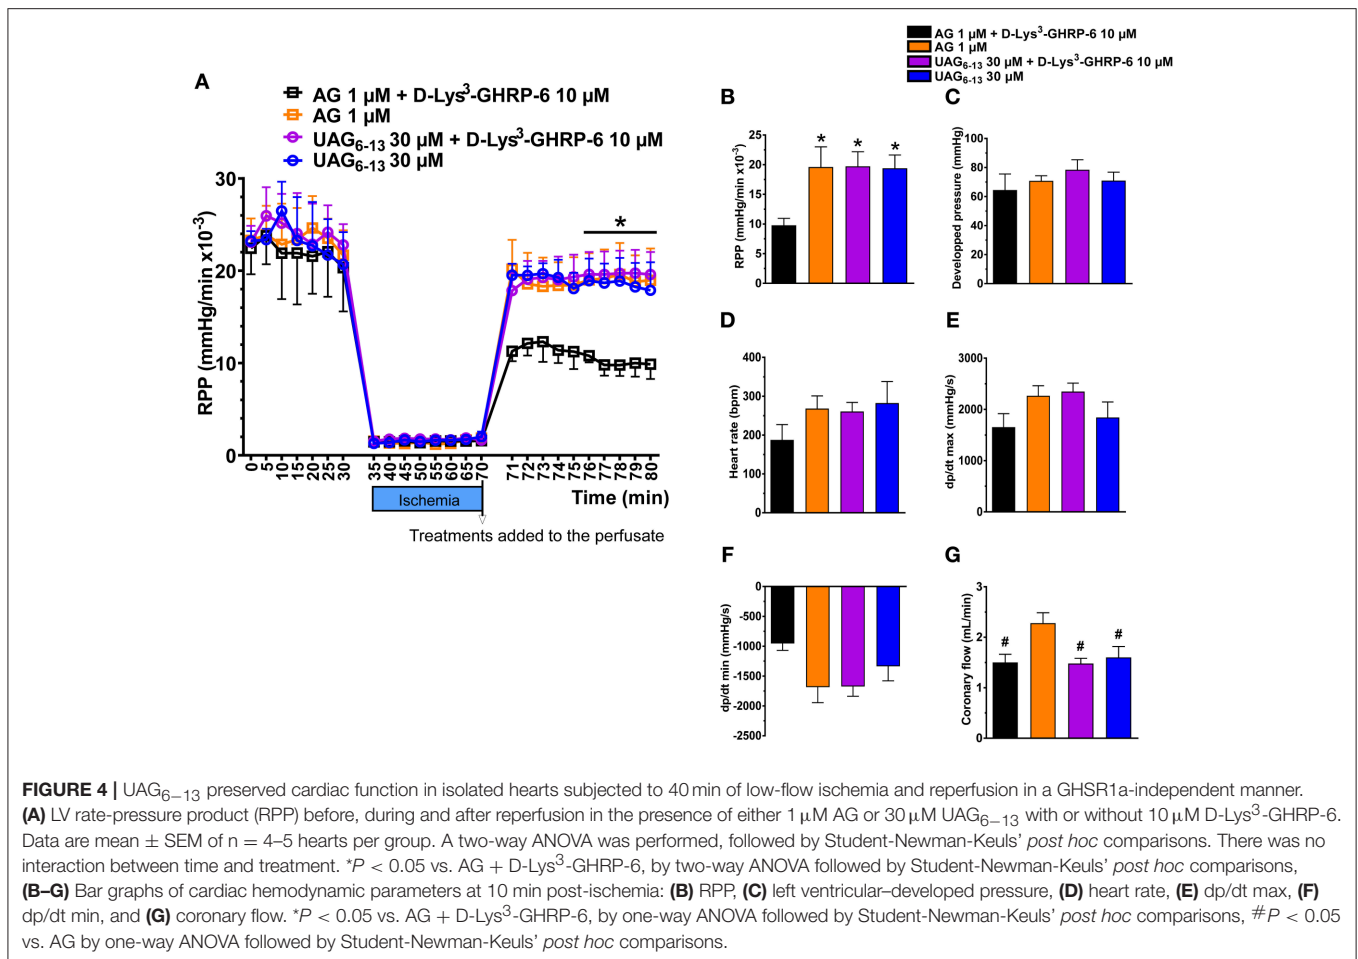 AG 1 µM + D-Lys³-GHRP-6 10 µM
AG 1 µM
UAG₆₋₁₃ 30 µM + D-Lys³-GHRP-6 10 µM
UAG₆₋₁₃ 30 µM
A
AG 1 µM + D-Lys³-GHRP-6 10 µM
AG 1 µM
UAG₆₋₁₃ 30 µM + D-Lys³-GHRP-6 10 µM
UAG₆₋₁₃ 30 µM
RPP (mmHg/min x10⁻³)
30
20
10
0
*
0 5 10 15 20 25 30 35 40 45 50 55 60 65 70 71 72 73 74 75 76 77 78 79 80
Ischemia
Time (min)
Treatments added to the perfusate
B
RPP (mmHg/min x10⁻³)
25
20
15
10
5
0
* * *
C
Developed pressure (mmHg)
100
80
60
40
20
0
D
Heart rate (bpm)
400
300
200
100
0
E
dp/dt max (mmHg/s)
3000
2000
1000
0
F
dp/dt min (mmHg/s)
0
-500
-1000
-1500
-2000
-2500
G
Coronary flow (mL/min)
3
2
1
0
# # #
FIGURE 4 | UAG₆₋₁₃ preserved cardiac function in isolated hearts subjected to 40 min of low-flow ischemia and reperfusion in a GHSR1a-independent manner.
(A) LV rate-pressure product (RPP) before, during and after reperfusion in the presence of either 1 µM AG or 30 µM UAG₆₋₁₃ with or without 10 µM D-Lys³-GHRP-6.
Data are mean ± SEM of n = 4–5 hearts per group. A two-way ANOVA was performed, followed by Student-Newman-Keuls' post hoc comparisons. There was no
interaction between time and treatment. *P < 0.05 vs. AG + D-Lys³-GHRP-6, by two-way ANOVA followed by Student-Newman-Keuls' post hoc comparisons,
(B–G) Bar graphs of cardiac hemodynamic parameters at 10 min post-ischemia: (B) RPP, (C) left ventricular–developed pressure, (D) heart rate, (E) dp/dt max, (F)
dp/dt min, and (G) coronary flow. *P < 0.05 vs. AG + D-Lys³-GHRP-6, by one-way ANOVA followed by Student-Newman-Keuls' post hoc comparisons, #P < 0.05
vs. AG by one-way ANOVA followed by Student-Newman-Keuls' post hoc comparisons.